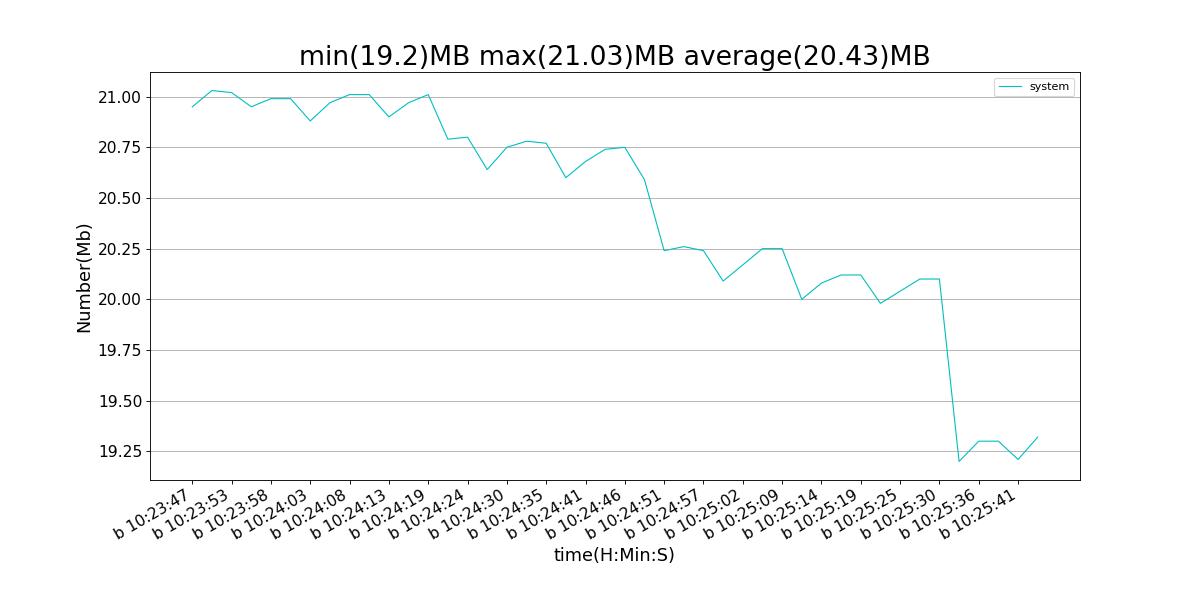 min(19.2)MB max(21.03)MB average(20.43)MB
system
21.00
20.75
20.50
20.25
20.00
19.75
19.50
19.25
Number(Mb)
b 10:23:47
b 10:23:53
b 10:23:58
b 10:24:03
b 10:24:08
b 10:24:13
b 10:24:19
b 10:24:24
b 10:24:30
b 10:24:35
b 10:24:41
b 10:24:46
b 10:24:51
b 10:24:57
b 10:25:02
b 10:25:09
b 10:25:14
b 10:25:19
b 10:25:25
b 10:25:30
b 10:25:36
b 10:25:41
time(H:Min:S)